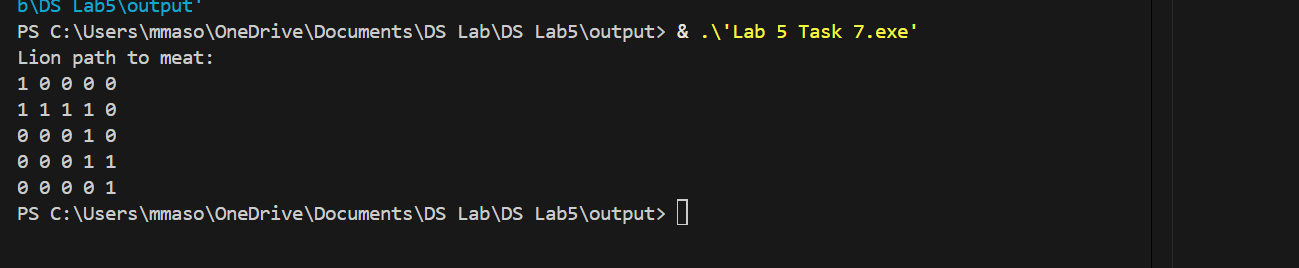 b\DS Lab5\output'
PS C:\Users\mmaso\OneDrive\Documents\DS Lab\DS Lab5\output> & .\'Lab 5 Task 7.exe'
Lion path to meat:
1 0 0 0 0
1 1 1 1 0
0 0 0 1 0
0 0 0 1 1
0 0 0 0 1
PS C:\Users\mmaso\OneDrive\Documents\DS Lab\DS Lab5\output>